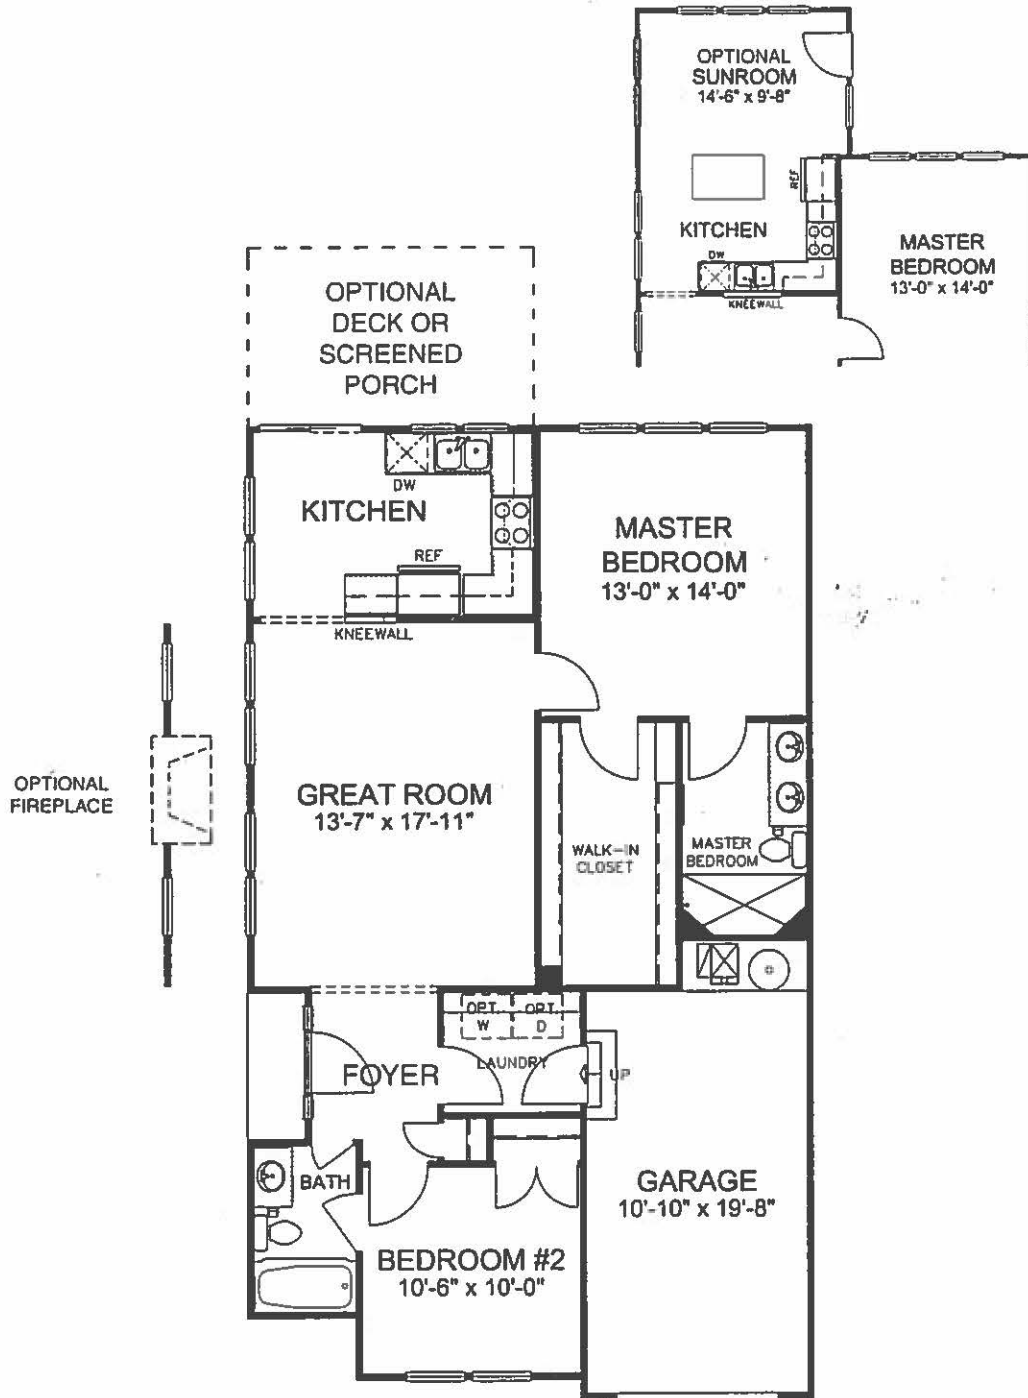 OPTIONAL
SUNROOM
14'-6" x 9'-8"
REF
KITCHEN
DW
KNEEWALL
MASTER
BEDROOM
13'-0" x 14'-0"
OPTIONAL
DECK OR
SCREENED
PORCH
DW
KITCHEN
REF
KNEEWALL
MASTER
BEDROOM
13'-0" x 14'-0"
OPTIONAL
FIREPLACE
GREAT ROOM
13'-7" x 17'-11"
WALK-IN
CLOSET
MASTER
BEDROOM
OPT.
W
OPT.
D
LAUNDRY
FOYER
UP
BATH
GARAGE
10'-10" x 19'-8"
BEDROOM #2
10'-6" x 10'-0"